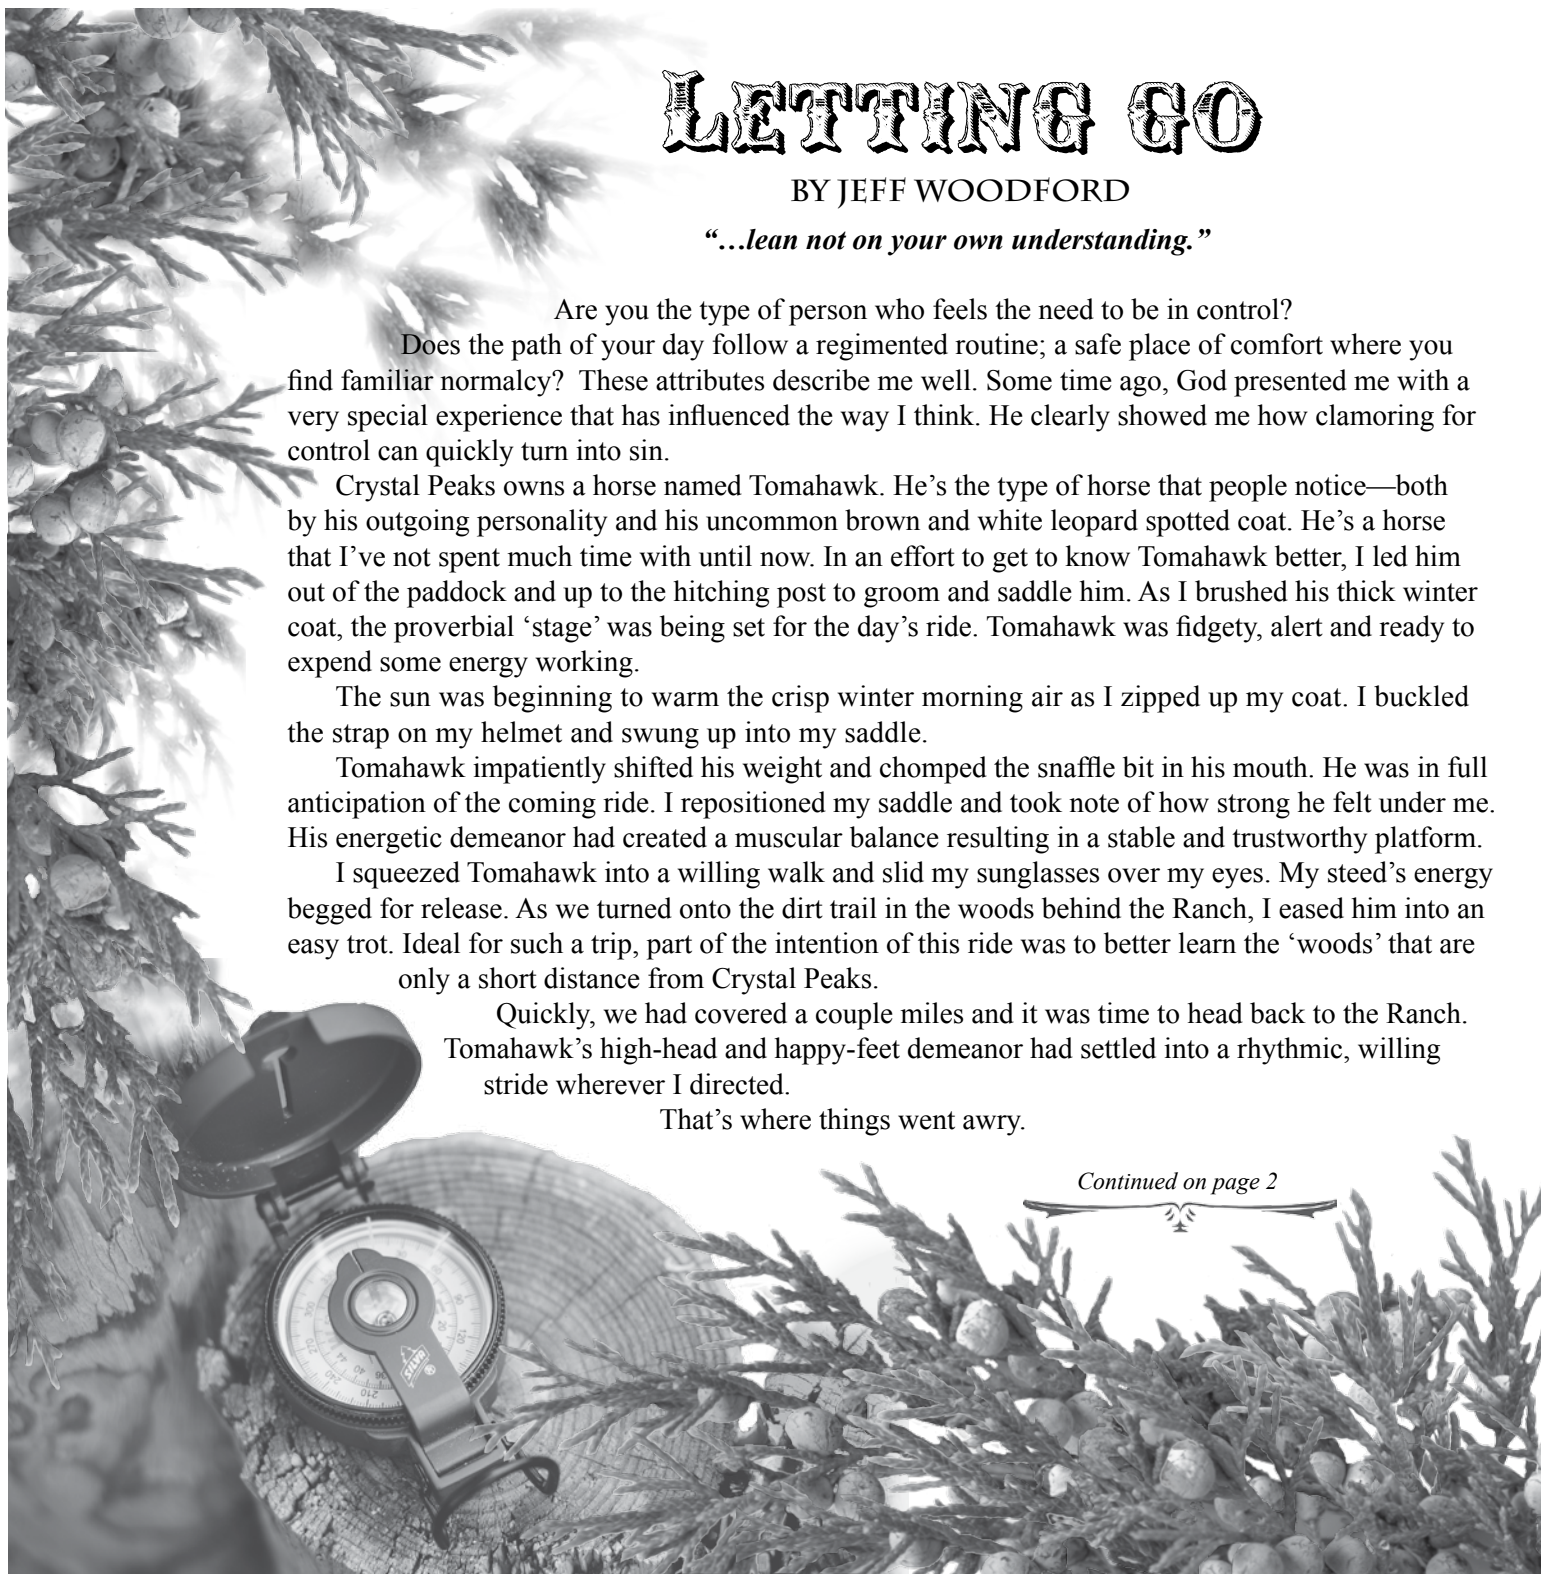 LETTING GO
BY JEFF WOODFORD
“…lean not on your own understanding.”
Are you the type of person who feels the need to be in control?
Does the path of your day follow a regimented routine; a safe place of comfort where you
find familiar normalcy?  These attributes describe me well. Some time ago, God presented me with a
very special experience that has influenced the way I think. He clearly showed me how clamoring for
control can quickly turn into sin.
Crystal Peaks owns a horse named Tomahawk. He’s the type of horse that people notice—both
by his outgoing personality and his uncommon brown and white leopard spotted coat. He’s a horse
that I’ve not spent much time with until now. In an effort to get to know Tomahawk better, I led him
out of the paddock and up to the hitching post to groom and saddle him. As I brushed his thick winter
coat, the proverbial ‘stage’ was being set for the day’s ride. Tomahawk was fidgety, alert and ready to
expend some energy working.
The sun was beginning to warm the crisp winter morning air as I zipped up my coat. I buckled
the strap on my helmet and swung up into my saddle.
Tomahawk impatiently shifted his weight and chomped the snaffle bit in his mouth. He was in full
anticipation of the coming ride. I repositioned my saddle and took note of how strong he felt under me.
His energetic demeanor had created a muscular balance resulting in a stable and trustworthy platform.
I squeezed Tomahawk into a willing walk and slid my sunglasses over my eyes. My steed’s energy
begged for release. As we turned onto the dirt trail in the woods behind the Ranch, I eased him into an
easy trot. Ideal for such a trip, part of the intention of this ride was to better learn the ‘woods’ that are
only a short distance from Crystal Peaks.
Quickly, we had covered a couple miles and it was time to head back to the Ranch.
Tomahawk’s high-head and happy-feet demeanor had settled into a rhythmic, willing
stride wherever I directed.
That’s where things went awry.
Continued on page 2
SILVA